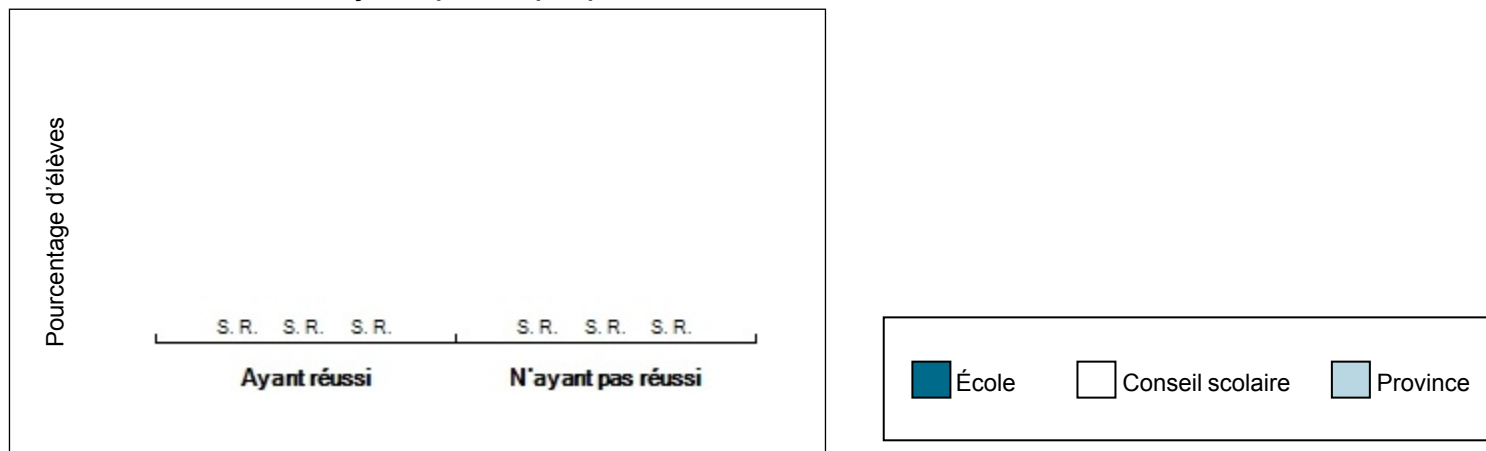 Pourcentage d'élèves
S. R. S. R. S. R. S. R. S. R. S. R.
Ayant réussi N'ayant pas réussi
École Conseil scolaire Province